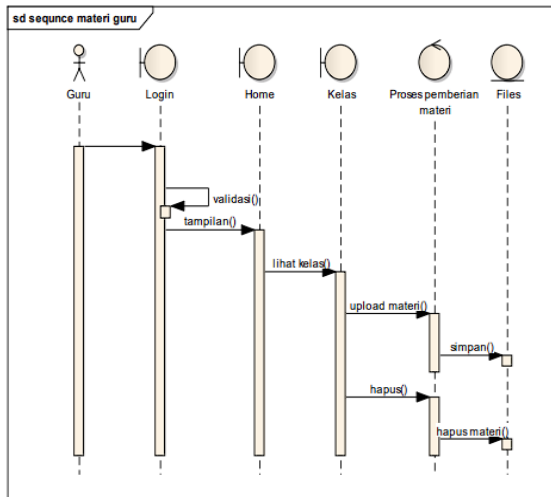 sd sequnce materi guru
Guru
Login
Home
Kelas
Proses pemberian
materi
Files
validasi()
tampilan()
lihat kelas()
upload materi()
simpan()
hapus()
hapus materi()